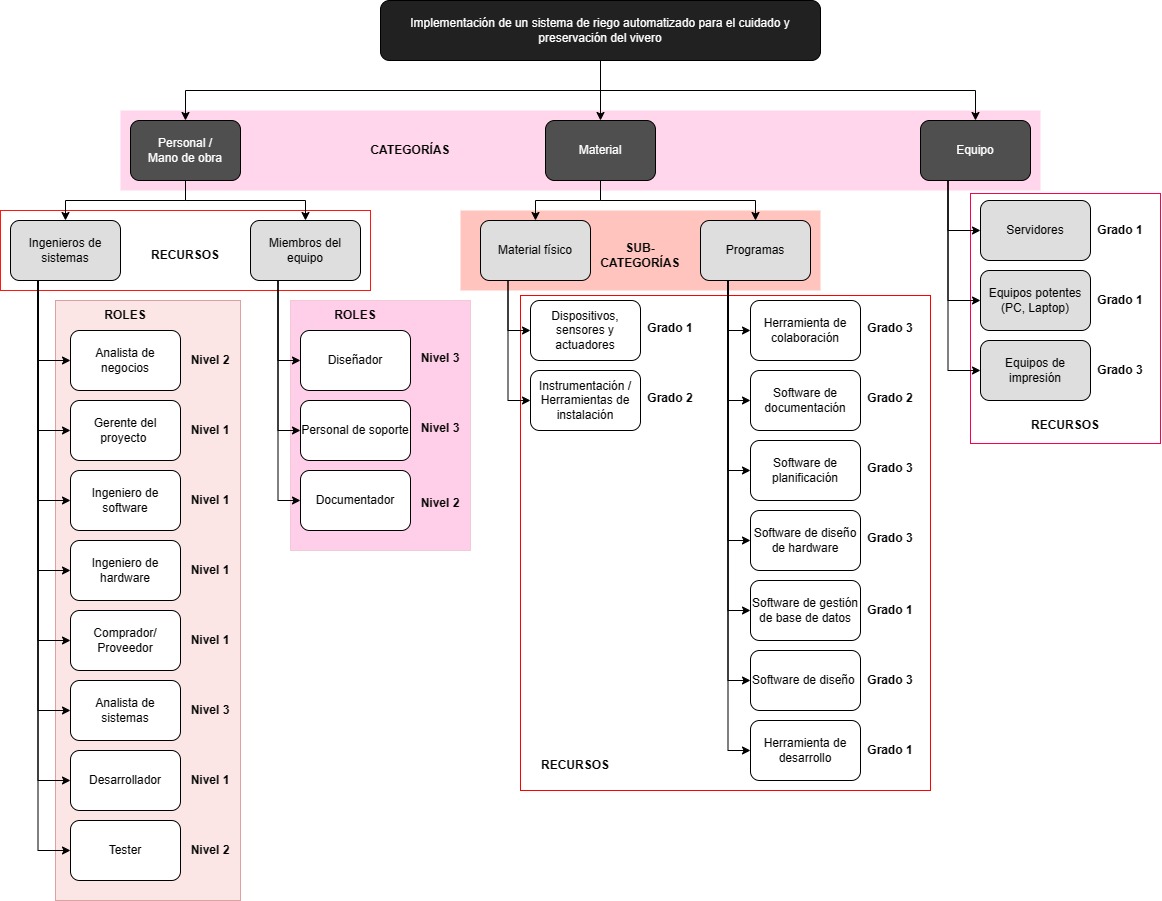 Implementación de un sistema de riego automatizado para el cuidado y
preservación del vivero
Personal /
Mano de obra
CATEGORÍAS
Material
Equipo
Ingenieros de
sistemas
RECURSOS
Miembros del
equipo
Material físico
SUB-
CATEGORÍAS
Programas
ROLES
Analista de
negocios
Nivel 2
Gerente del
proyecto
Nivel 1
Ingeniero de
software
Nivel 1
Ingeniero de
hardware
Nivel 1
Comprador/
Proveedor
Nivel 1
Analista de
sistemas
Nivel 3
Desarrollador
Nivel 1
Tester
Nivel 2
ROLES
Diseñador
Nivel 3
Personal de soporte
Nivel 3
Documentador
Nivel 2
Dispositivos,
sensores y
actuadores
Grado 1
Instrumentación /
Herramientas de
instalación
Grado 2
Herramienta de
colaboración
Grado 3
Software de
documentación
Grado 2
Software de
planificación
Grado 3
Software de diseño
de hardware
Grado 3
Software de gestión
de base de datos
Grado 1
Software de diseño
Grado 3
Herramienta de
desarrollo
Grado 1
RECURSOS
Servidores
Grado 1
Equipos potentes
(PC, Laptop)
Grado 1
Equipos de
impresión
Grado 3
RECURSOS